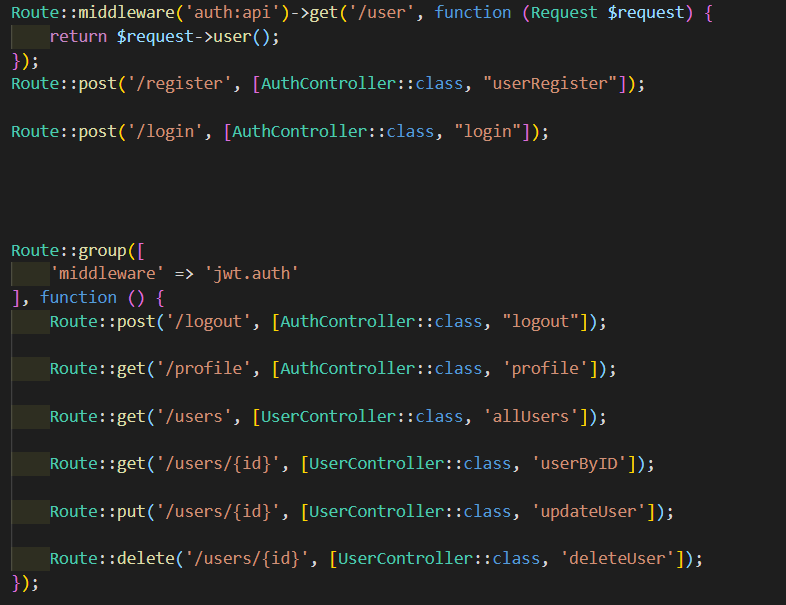 Route::middleware('auth:api')->get('/user', function (Request $request) {
    return $request->user();
});
Route::post('/register', [AuthController::class, "userRegister"]);
Route::post('/login', [AuthController::class, "login"]);
Route::group([
    'middleware' => 'jwt.auth'
], function () {
    Route::post('/logout', [AuthController::class, "logout"]);
    Route::get('/profile', [AuthController::class, 'profile']);
    Route::get('/users', [UserController::class, 'allUsers']);
    Route::get('/users/{id}', [UserController::class, 'userByID']);
    Route::put('/users/{id}', [UserController::class, 'updateUser']);
    Route::delete('/users/{id}', [UserController::class, 'deleteUser']);
});